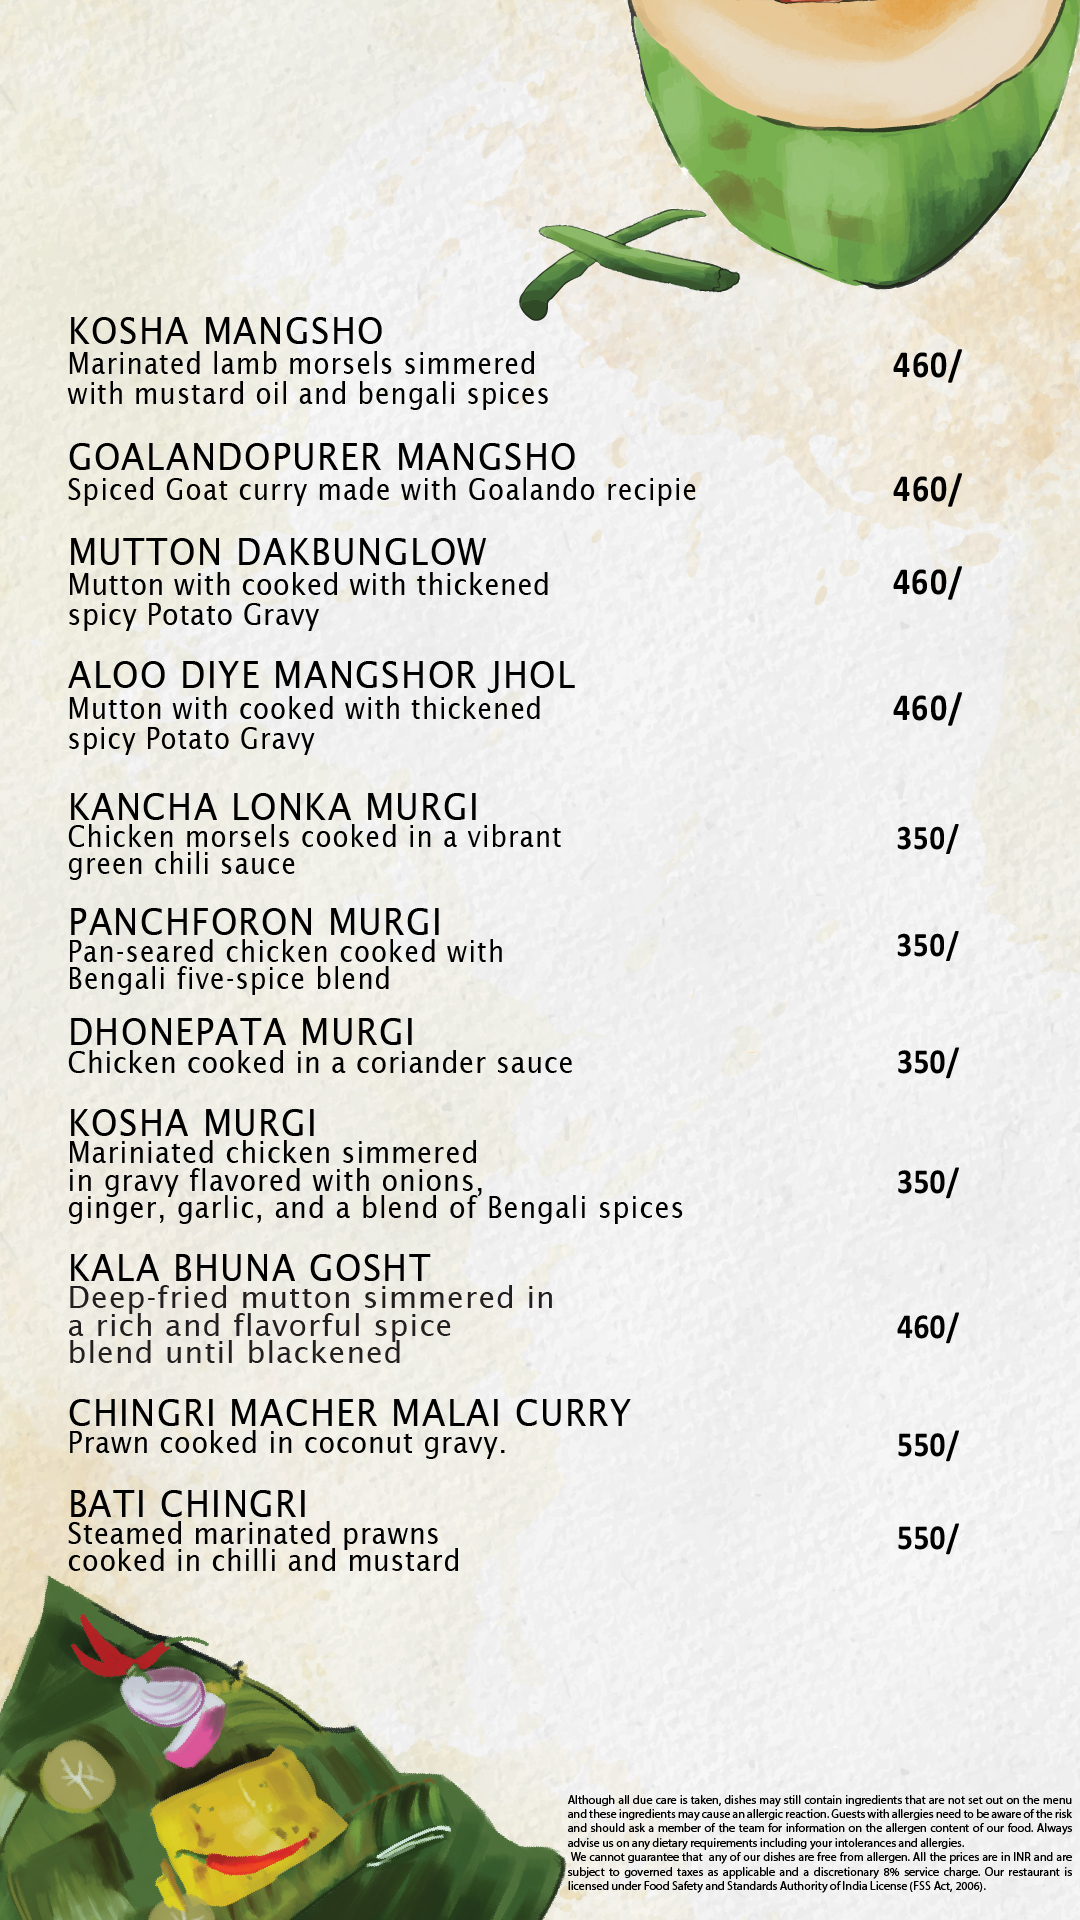 KOSHA MANGSHO
Marinated lamb morsels simmered
with mustard oil and bengali spices
460/
GOALANDOPURER MANGSHO
Spiced Goat curry made with Goalando recipie
460/
MUTTON DAKBUNGLOW
Mutton with cooked with thickened
spicy Potato Gravy
460/
ALOO DIYE MANGSHOR JHOL
Mutton with cooked with thickened
spicy Potato Gravy
460/
KANCHA LONKA MURGI
Chicken morsels cooked in a vibrant
green chili sauce
350/
PANCHFORON MURGI
Pan-seared chicken cooked with
Bengali five-spice blend
350/
DHONEPATA MURGI
Chicken cooked in a coriander sauce
350/
KOSHA MURGI
Mariniated chicken simmered
in gravy flavored with onions,
ginger, garlic, and a blend of Bengali spices
350/
KALA BHUNA GOSHT
Deep-fried mutton simmered in
a rich and flavorful spice
blend until blackened
460/
CHINGRI MACHER MALAI CURRY
Prawn cooked in coconut gravy.
550/
BATI CHINGRI
Steamed marinated prawns
cooked in chilli and mustard
550/
Although all due care is taken, dishes may still contain ingredients that are not set out on the menu
and these ingredients may cause an allergic reaction. Guests with allergies need to be aware of the risk
and should ask a member of the team for information on the allergen content of our food. Always
advise us on any dietary requirements including your intolerances and allergies.
We cannot guarantee that any of our dishes are free from allergen. All the prices are in INR and are
subject to governed taxes as applicable and a discretionary 8% service charge. Our restaurant is
licensed under Food Safety and Standards Authority of India License (FSS Act, 2006).